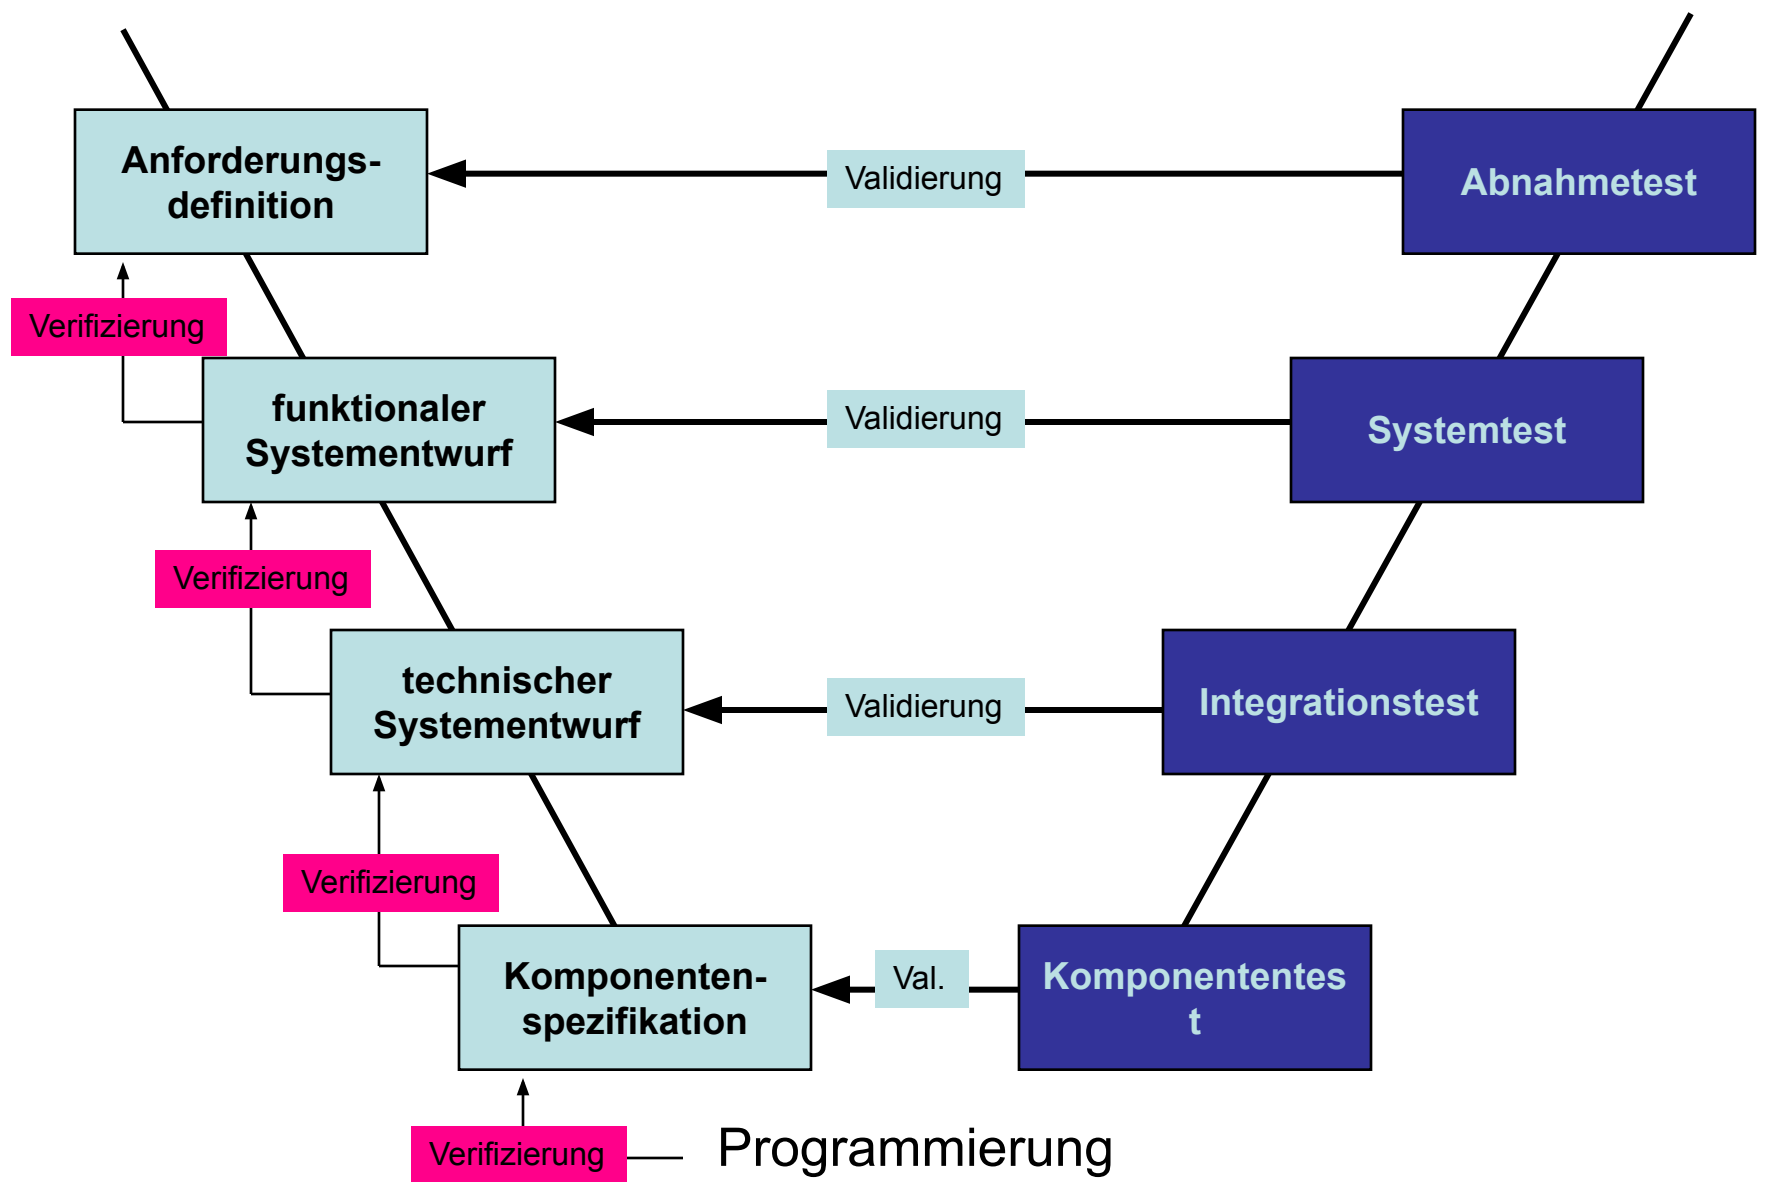 Anforderungs-
definition
Validierung
Abnahmetest
Verifizierung
funktionaler
Systementwurf
Validierung
Systemtest
Verifizierung
technischer
Systementwurf
Validierung
Integrationstest
Verifizierung
Komponenten-
spezifikation
Val.
Komponententes
t
Verifizierung
Programmierung